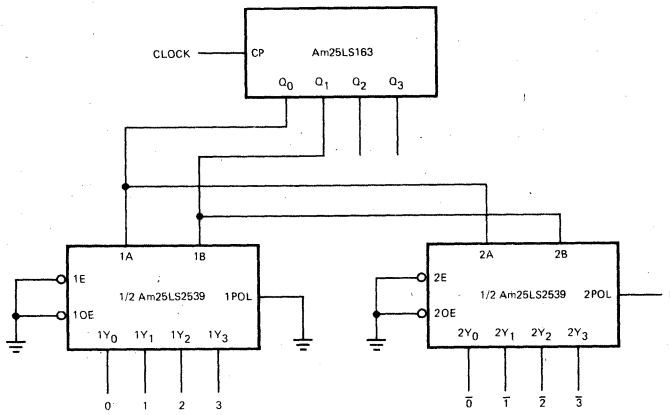 CLOCK
CP
Am25LS163
Q0 Q1 Q2 Q3
1A 1B
1E
1OE
1/2 Am25LS2539
1POL
1Y0 1Y1 1Y2 1Y3
0 1 2 3
2A 2B
2E
2OE
1/2 Am25LS2539
2POL
2Y0 2Y1 2Y2 2Y3
0̅ 1̅ 2̅ 3̅